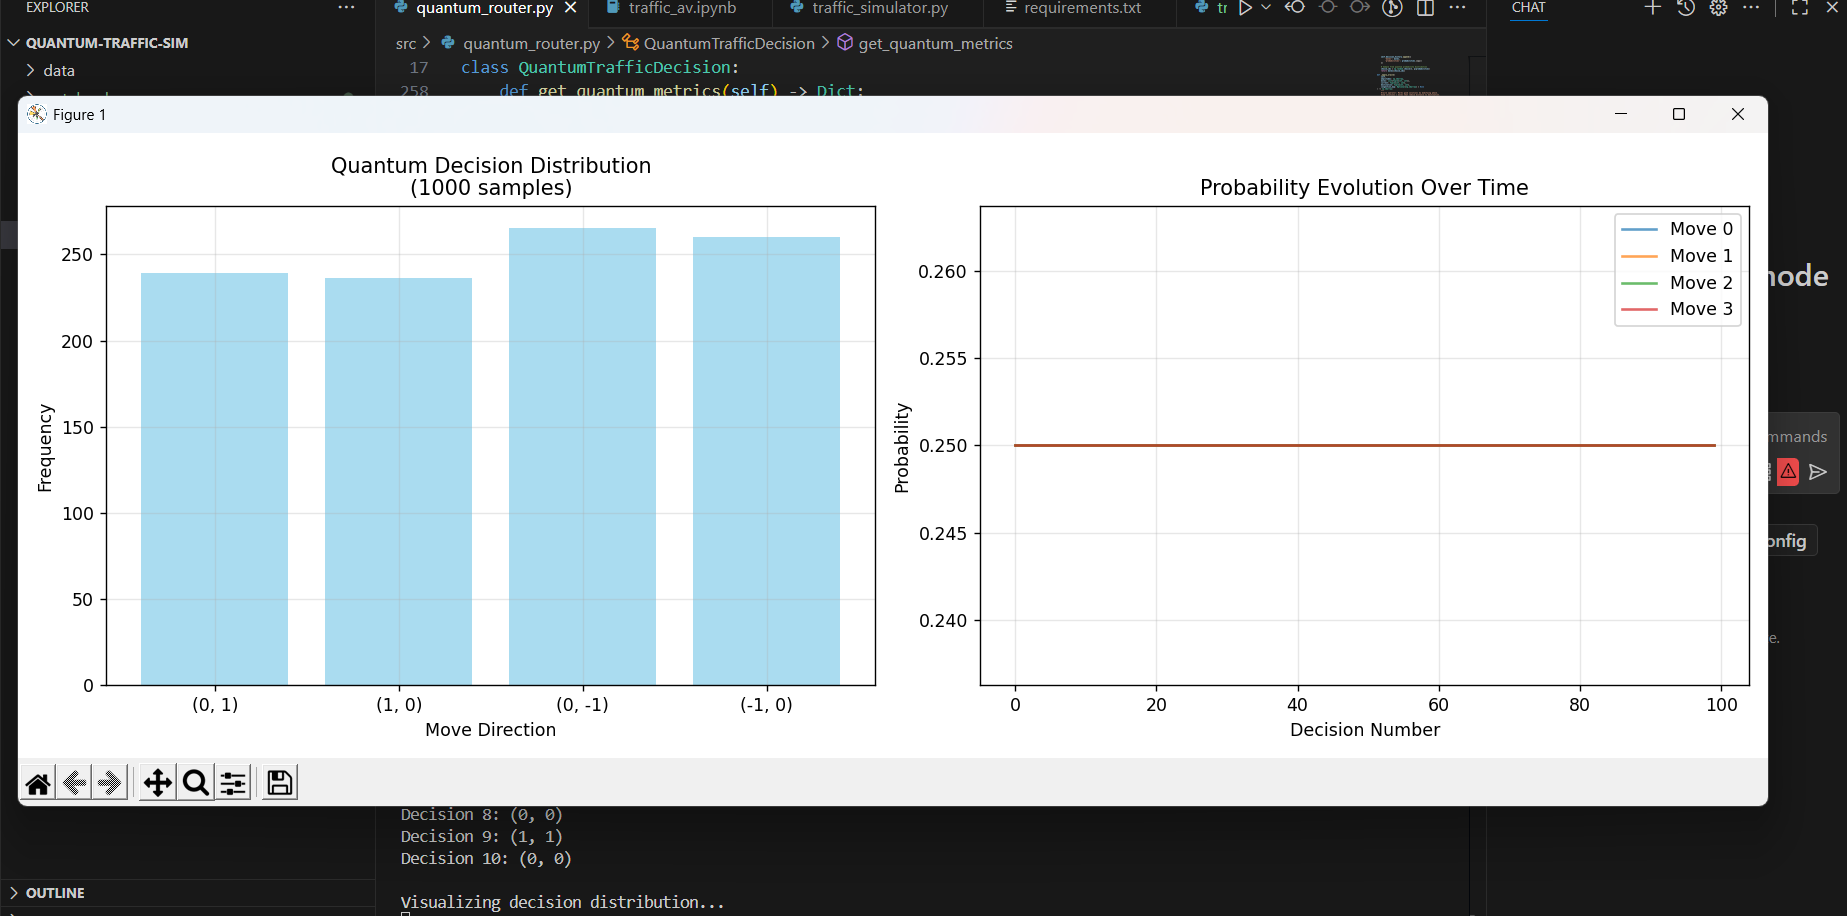 EXPLORER
quantum_router.py
traffic_av.ipynb
traffic_simulator.py
requirements.txt
tr
CHAT
QUANTUM-TRAFFIC-SIM
src > quantum_router.py > QuantumTrafficDecision > get_quantum_metrics
data
17 class QuantumTrafficDecision:
258 def get_quantum_metrics(self) -> Dict:
Figure 1
Quantum Decision Distribution
(1000 samples)
Frequency
250
200
150
100
50
0
(0, 1) (1, 0) (0, -1) (-1, 0)
Move Direction
Probability Evolution Over Time
Move 0
Move 1
Move 2
Move 3
Probability
0.260
0.255
0.250
0.245
0.240
0 20 40 60 80 100
Decision Number
node
mmands
onfig
e.
Decision 8: (0, 0)
Decision 9: (1, 1)
Decision 10: (0, 0)
Visualizing decision distribution...
OUTLINE